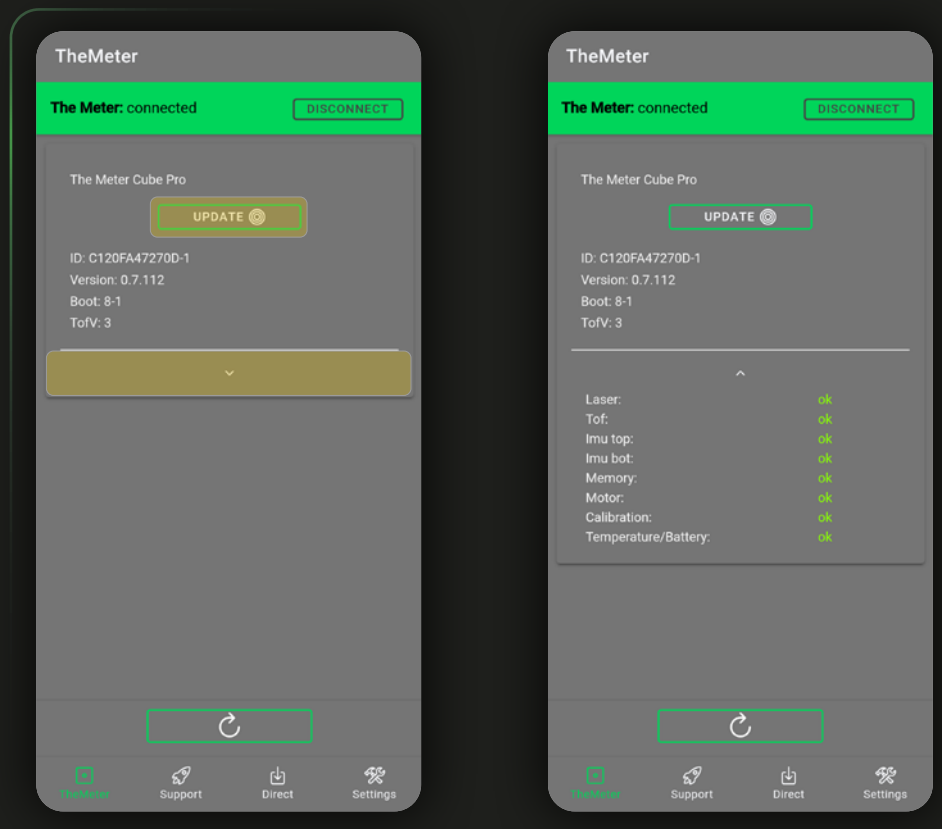 TheMeter
The Meter: connected
DISCONNECT
The Meter Cube Pro
UPDATE
ID: C120FA47270D-1
Version: 0.7.112
Boot: 8-1
TofV: 3
TheMeter
Support
Direct
Settings
TheMeter
The Meter: connected
DISCONNECT
The Meter Cube Pro
UPDATE
ID: C120FA47270D-1
Version: 0.7.112
Boot: 8-1
TofV: 3
Laser: ok
Tof: ok
Imu top: ok
Imu bot: ok
Memory: ok
Motor: ok
Calibration: ok
Temperature/Battery: ok
TheMeter
Support
Direct
Settings